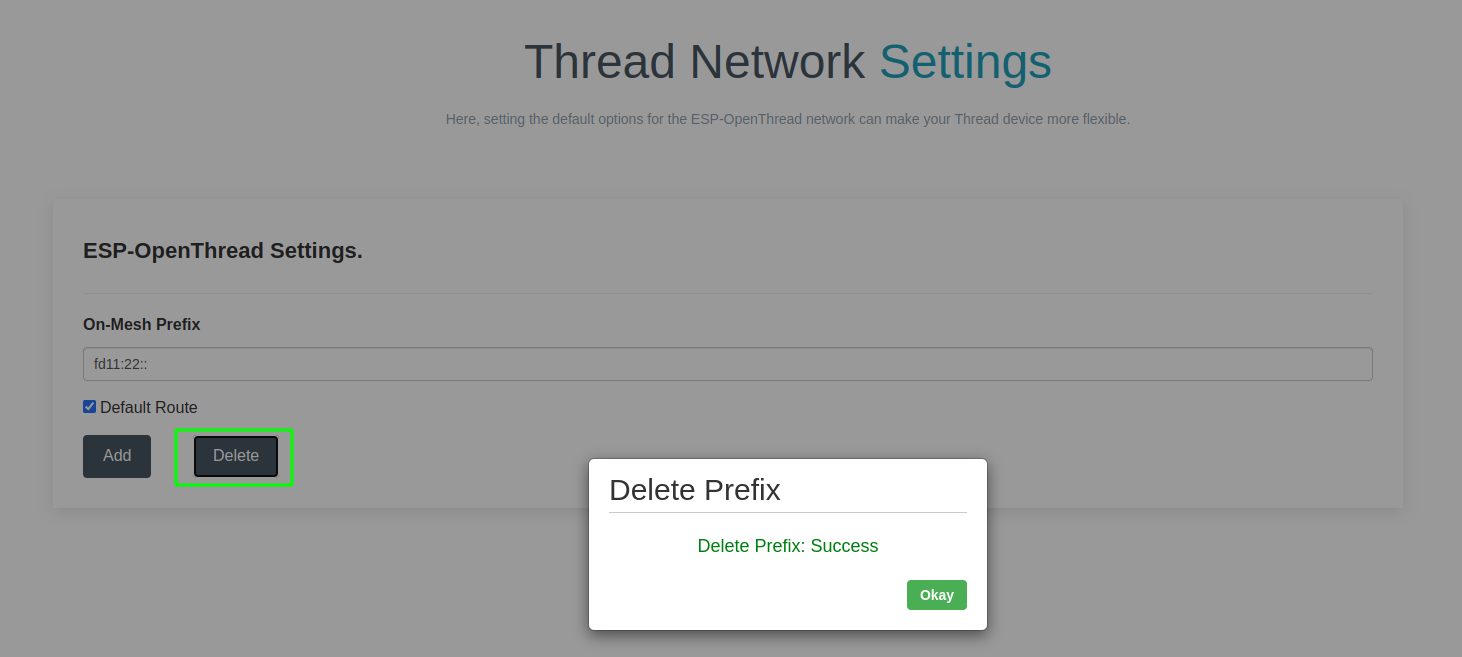 Thread Network Settings
Here, setting the default options for the ESP-OpenThread network can make your Thread device more flexible.
ESP-OpenThread Settings.
On-Mesh Prefix
fd11:22::
Default Route
Add Delete
Delete Prefix
Delete Prefix: Success
Okay